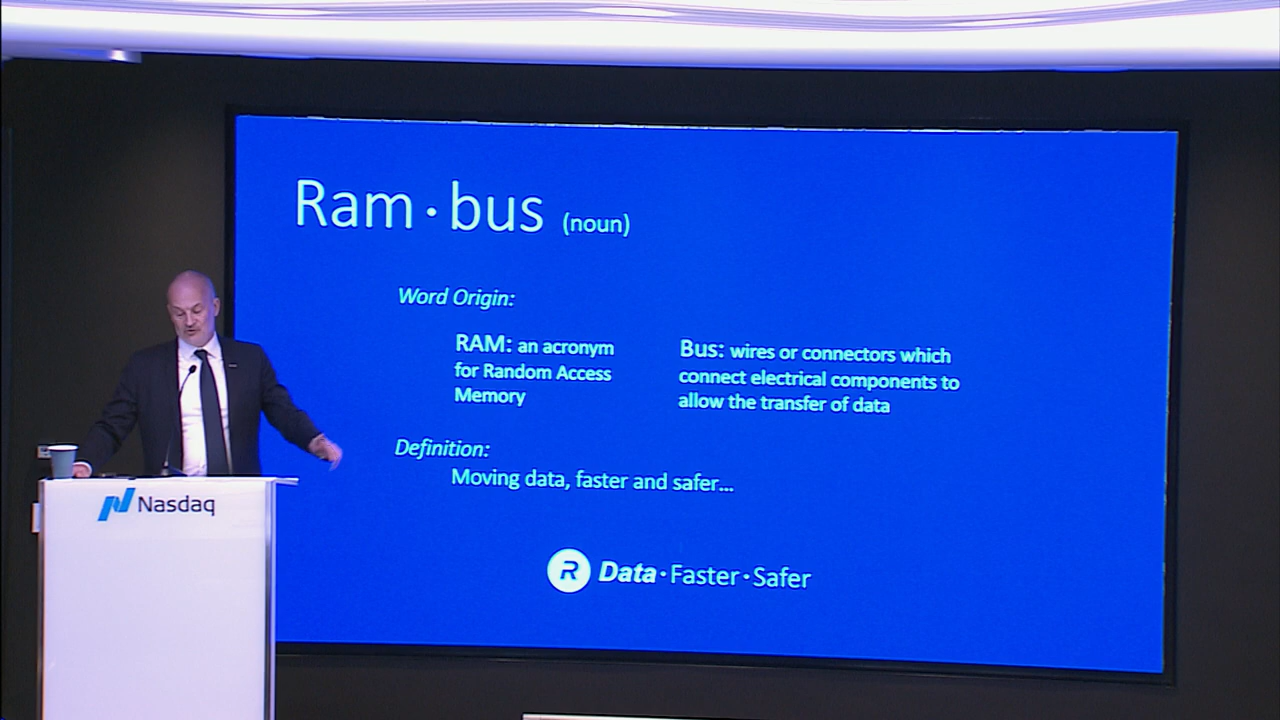 Ram·bus (noun)
Word Origin:
RAM: an acronym
for Random Access
Memory
Bus: wires or connectors which
connect electrical components to
allow the transfer of data
Definition:
Moving data, faster and safer...
R Data·Faster·Safer
Nasdaq